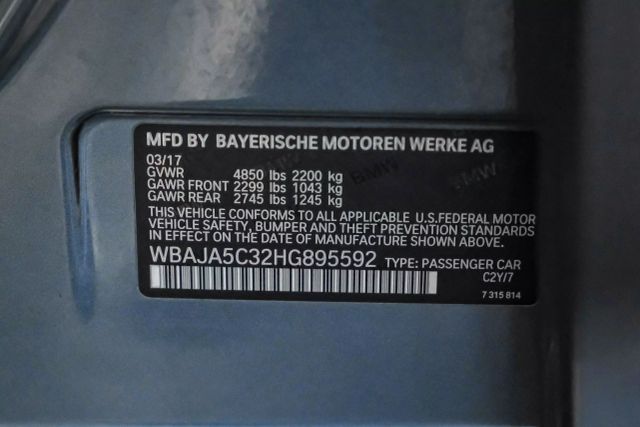 MFD BY BAYERISCHE MOTOREN WERKE AG
03/17
GVWR 4850 lbs 2200 kg
GAWR FRONT 2299 lbs 1043 kg
GAWR REAR 2745 lbs 1245 kg
BMW
BMW
THIS VEHICLE CONFORMS TO ALL APPLICABLE U.S.FEDERAL MOTOR
VEHICLE SAFETY, BUMPER AND THEFT PREVENTION STANDARDS
IN EFFECT ON THE DATE OF MANUFACTURE SHOWN ABOVE.
WBAJA5C32HG895592 TYPE: PASSENGER CAR
C2Y/7
7 315 814